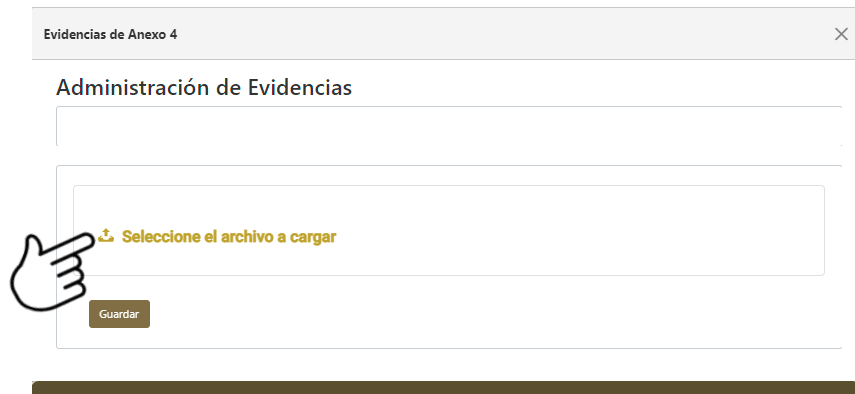 Evidencias de Anexo 4
Administración de Evidencias
Seleccione el archivo a cargar
Guardar